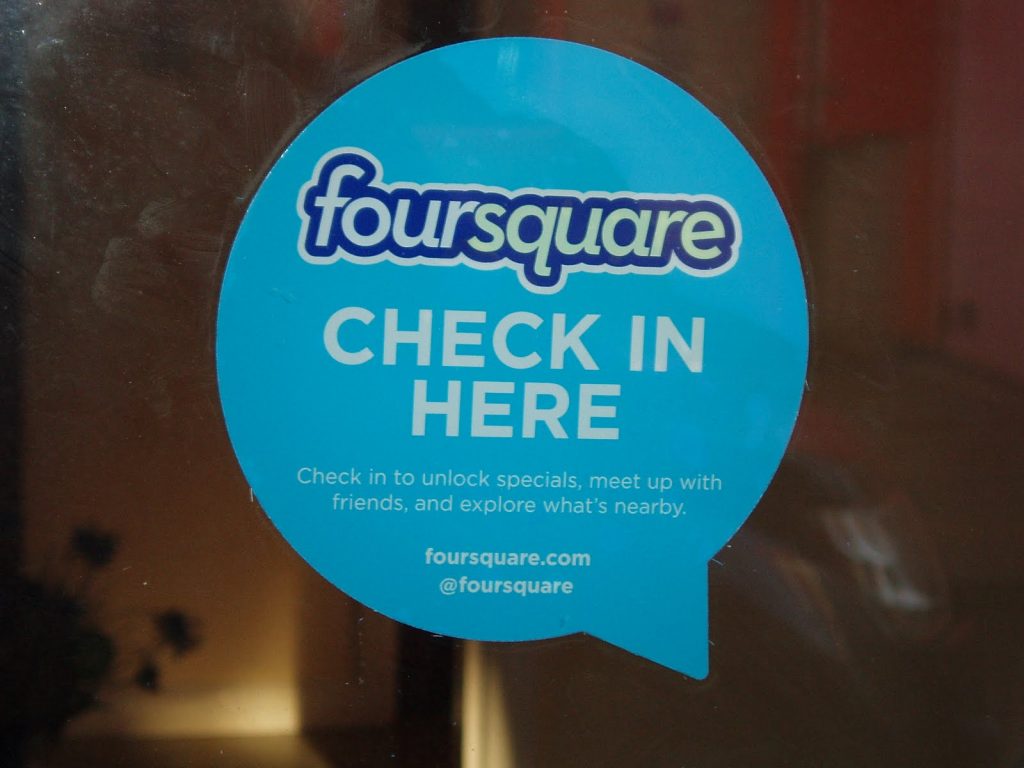 foursquare
CHECK IN
HERE
Check in to unlock specials, meet up with
friends, and explore what's nearby.
foursquare.com
@foursquare